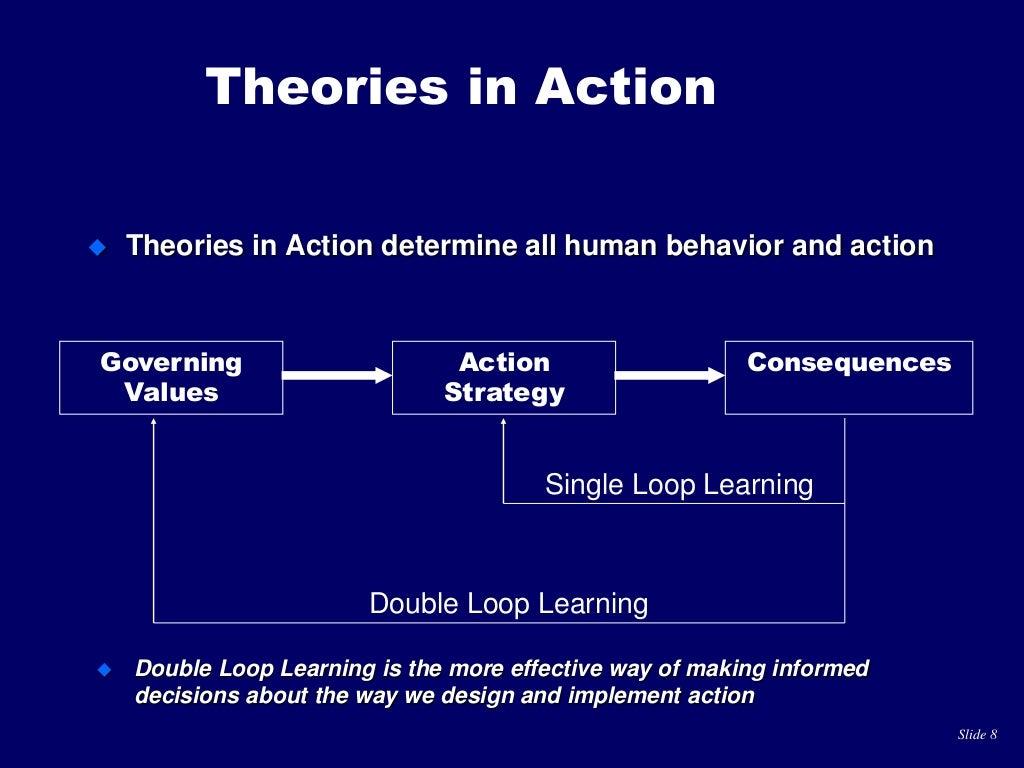 Theories in Action
Theories in Action determine all human behavior and action
Governing
Values
Action
Strategy
Consequences
Single Loop Learning
Double Loop Learning
Double Loop Learning is the more effective way of making informed
decisions about the way we design and implement action
Slide 8